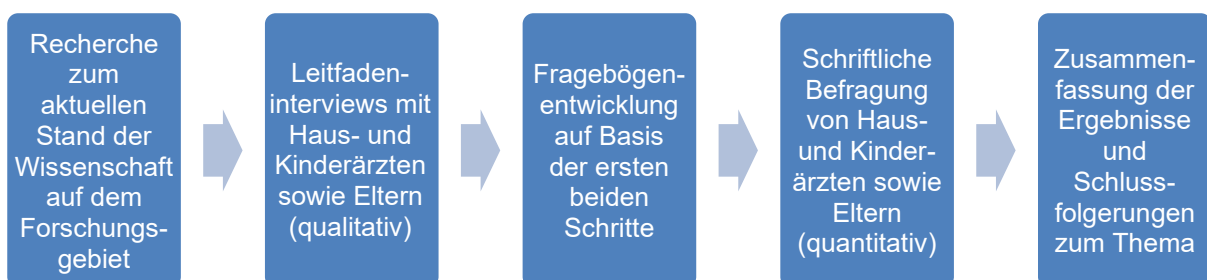 Recherche
zum
aktuellen
Stand der
Wissenschaft
auf dem
Forschungs-
gebiet
Leitfaden-
interviews mit
Haus- und
Kinderärzten
sowie Eltern
(qualitativ)
Fragebögen-
entwicklung
auf Basis
der ersten
beiden
Schritte
Schriftliche
Befragung
von Haus-
und Kinder-
ärzten sowie
Eltern
(quantitativ)
Zusammen-
fassung der
Ergebnisse
und
Schluss-
folgerungen
zum Thema